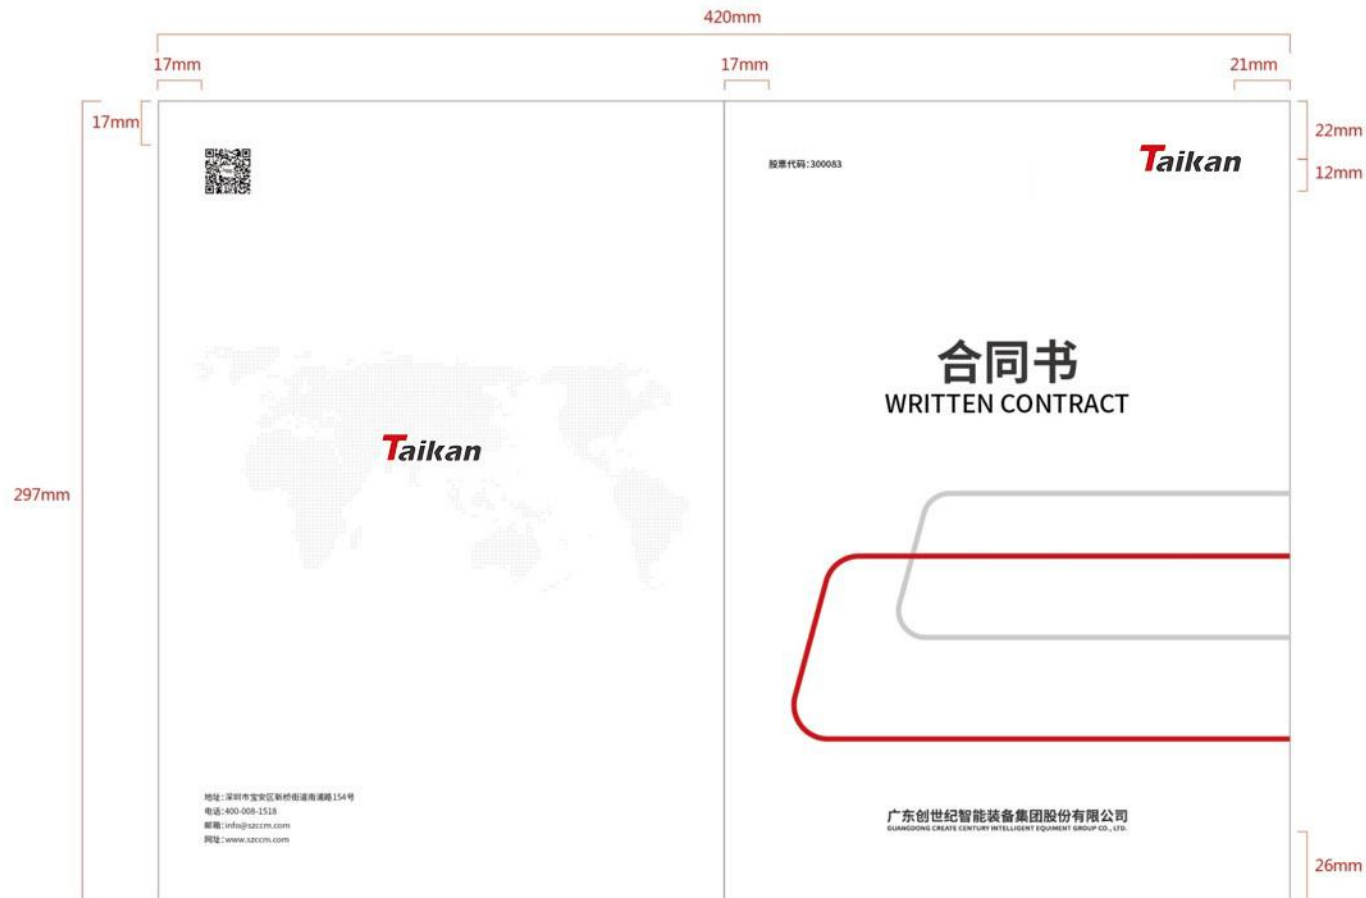 420mm
17mm
17mm
21mm
17mm
22mm
12mm
297mm
26mm
股票代码：300083
Taikan
合同书
WRITTEN CONTRACT
Taikan
地址：深圳市宝安区新桥街道南浦路154号
电话：400-008-1518
邮箱：info@szccm.com
网址：www.szccm.com
广东创世纪智能装备集团股份有限公司
GUANGDONG CREATE CENTURY INTELLIGENT EQUIMENT GROUP CO., LTD.